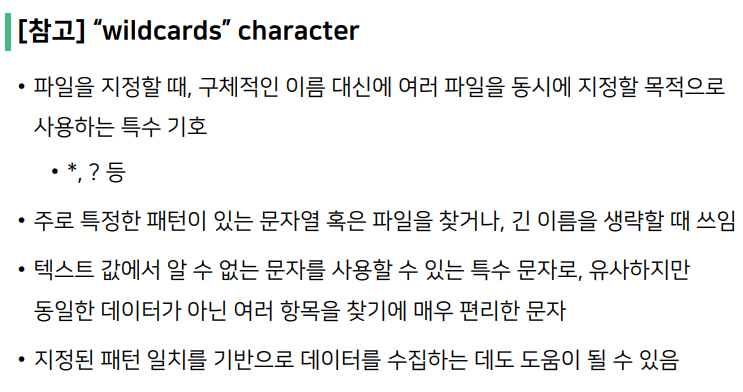 [참고] “wildcards” character
• 파일을 지정할 때, 구체적인 이름 대신에 여러 파일을 동시에 지정할 목적으로
사용하는 특수 기호
• *, ? 등
• 주로 특정한 패턴이 있는 문자열 혹은 파일을 찾거나, 긴 이름을 생략할 때 쓰임
• 텍스트 값에서 알 수 없는 문자를 사용할 수 있는 특수 문자로, 유사하지만
동일한 데이터가 아닌 여러 항목을 찾기에 매우 편리한 문자
• 지정된 패턴 일치를 기반으로 데이터를 수집하는 데도 도움이 될 수 있음